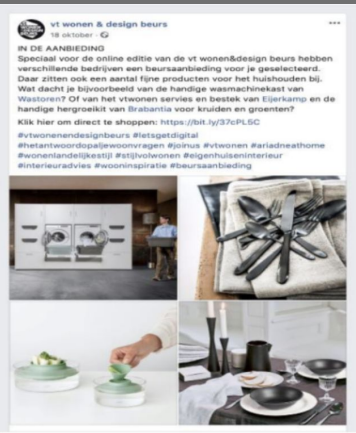 vt wonen & design beurs
18 oktober ·
IN DE AANBIEDING
Speciaal voor de online editie van de vt wonen&design beurs hebben
verschillende bedrijven een beursaanbieding voor je geselecteerd.
Daar zitten ook een aantal fijne producten voor het huishouden bij.
Wat dacht je bijvoorbeeld van de handige wasmachinekast van
Wastoren? Of van het vtwonen servies en bestek van Eijerkamp en de
handige hergroeikit van Brabantia voor kruiden en groenten?
Klik hier om direct te shoppen: https://bit.ly/37cPL5C
#vtwonenendesignbeurs #letsgetdigital
#hetantwoordopaljewoonvragen #joinus #vtwonen #ariadneathome
#wonenlandelijkestijl #stijlvolwonen #eigenhuiseninterieur
#interieuradvies #wooninspiratie #beursaanbieding